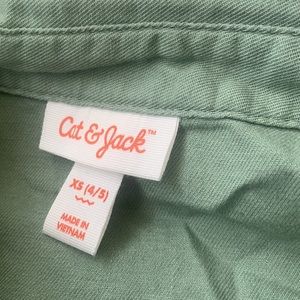 Cat & Jack™
XS (4/5)
MADE IN
VIETNAM